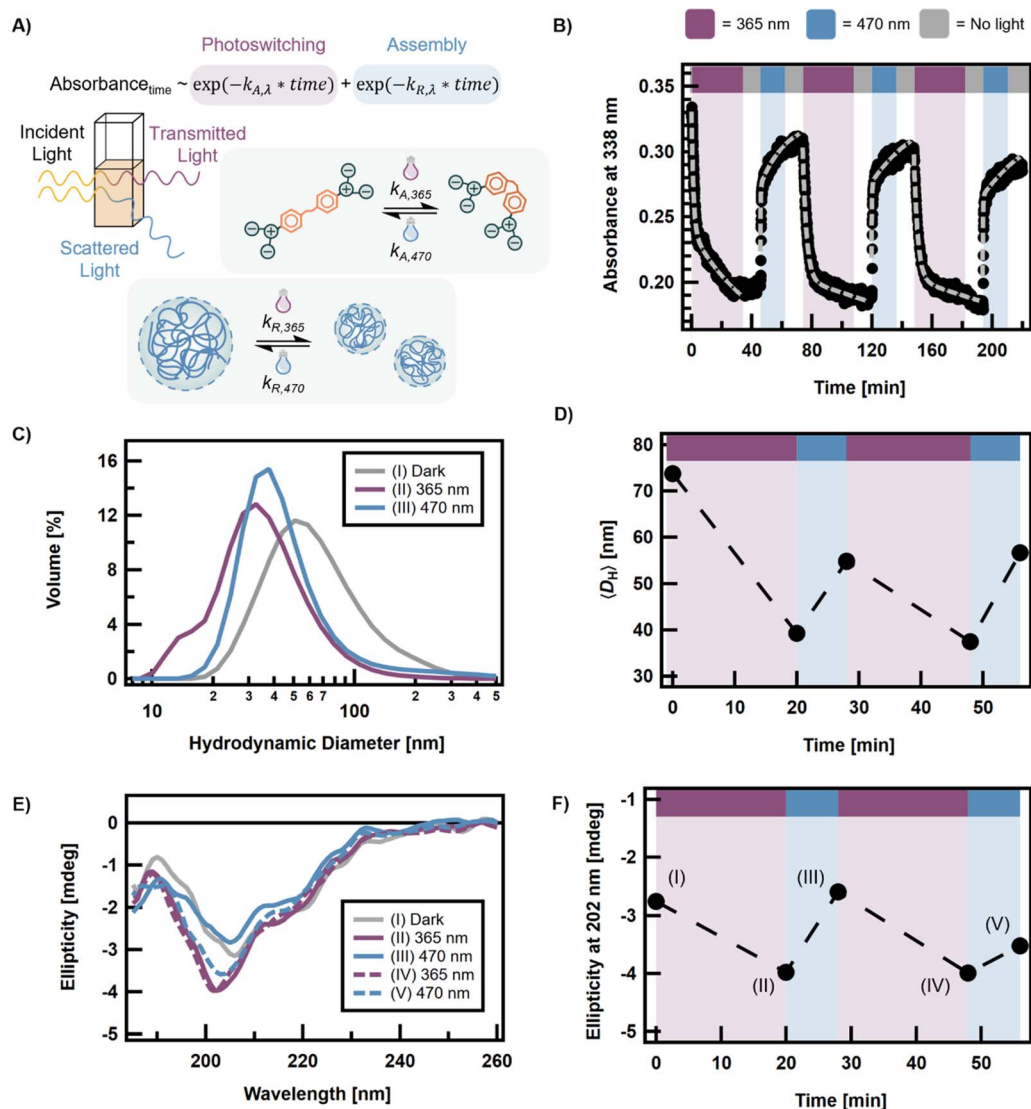 A)
Photoswitching Assembly
Absorbance_time ~ exp(−k_A,λ * time) + exp(−k_R,λ * time)
Incident Light
Transmitted Light
Scattered Light
k_A,365
k_A,470
k_R,365
k_R,470
B)
= 365 nm = 470 nm = No light
0.35
0.30
0.25
0.20
Absorbance at 338 nm
0 40 80 120 160 200
Time [min]
C)
16
12
8
4
0
Volume [%]
(I) Dark
(II) 365 nm
(III) 470 nm
10 2 3 4 5 6 7 100 2 3 4 5
Hydrodynamic Diameter [nm]
D)
80
70
60
50
40
30
⟨D_H⟩ [nm]
0 10 20 30 40 50
Time [min]
E)
0
-1
-2
-3
-4
-5
Ellipticity [mdeg]
(I) Dark
(II) 365 nm
(III) 470 nm
(IV) 365 nm
(V) 470 nm
200 220 240 260
Wavelength [nm]
F)
-1
-2
-3
-4
-5
Ellipticity at 202 nm [mdeg]
(I)
(II)
(III)
(IV)
(V)
0 10 20 30 40 50
Time [min]